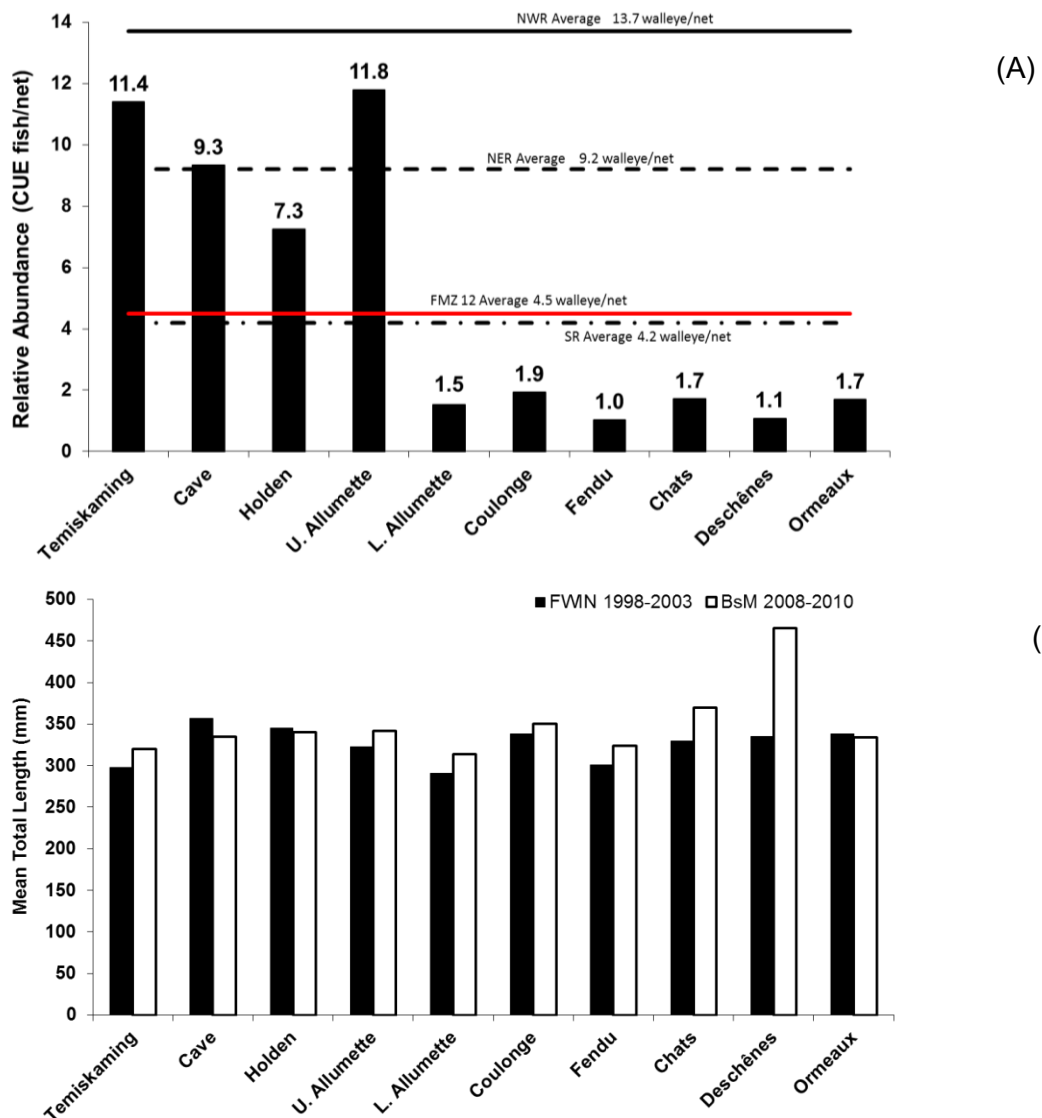 14
NWR Average 13.7 walleye/net
(A)
12
11.4
11.8
10
9.3
NER Average 9.2 walleye/net
8
7.3
6
FMZ 12 Average 4.5 walleye/net
4
SR Average 4.2 walleye/net
2
1.5
1.9
1.0
1.7
1.1
1.7
0
Relative Abundance (CUE fish/net)
Temiskaming
Cave
Holden
U. Allumette
L. Allumette
Coulonge
Fendu
Chats
Deschênes
Ormeaux
500
FWIN 1998-2003
BsM 2008-2010
(
450
400
350
300
250
200
150
100
50
0
Mean Total Length (mm)
Temiskaming
Cave
Holden
U. Allumette
L. Allumette
Coulonge
Fendu
Chats
Deschênes
Ormeaux